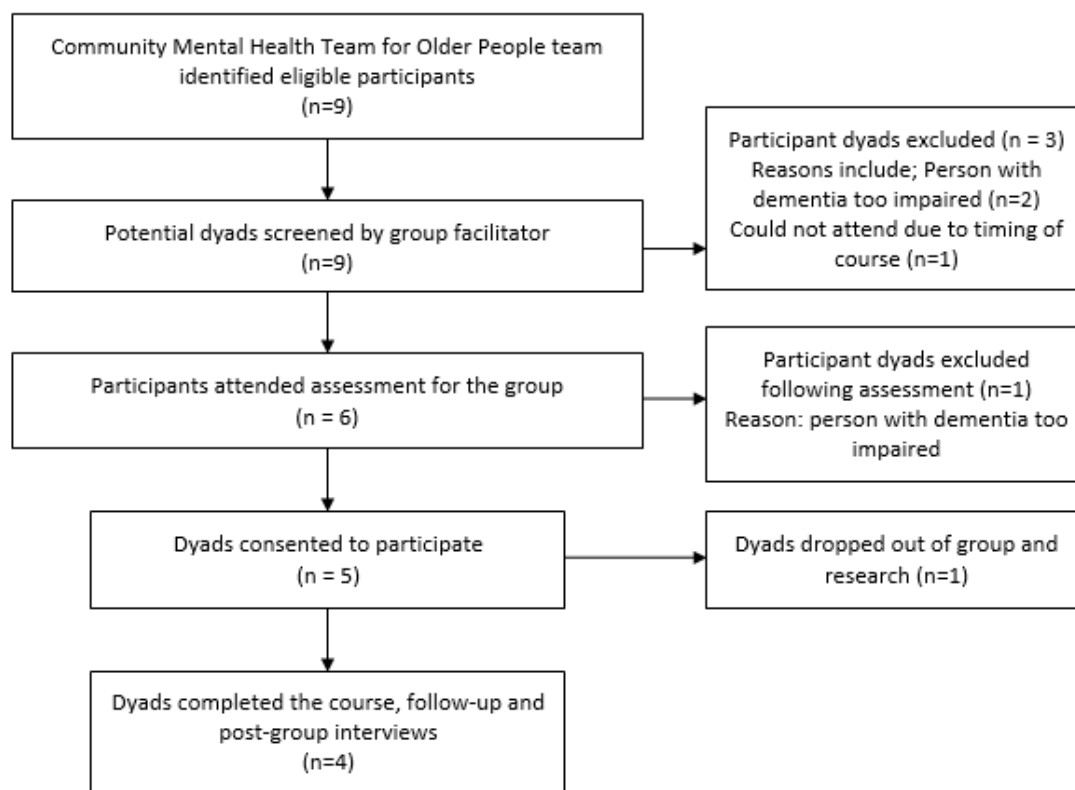 Community Mental Health Team for Older People team
identified eligible participants
(n=9)
Participant dyads excluded (n = 3)
Reasons include; Person with
dementia too impaired (n=2)
Could not attend due to timing of
course (n=1)
Potential dyads screened by group facilitator
(n=9)
Participants attended assessment for the group
(n = 6)
Participant dyads excluded
following assessment (n=1)
Reason: person with dementia too
impaired
Dyads consented to participate
(n = 5)
Dyads dropped out of group and
research (n=1)
Dyads completed the course, follow-up and
post-group interviews
(n=4)